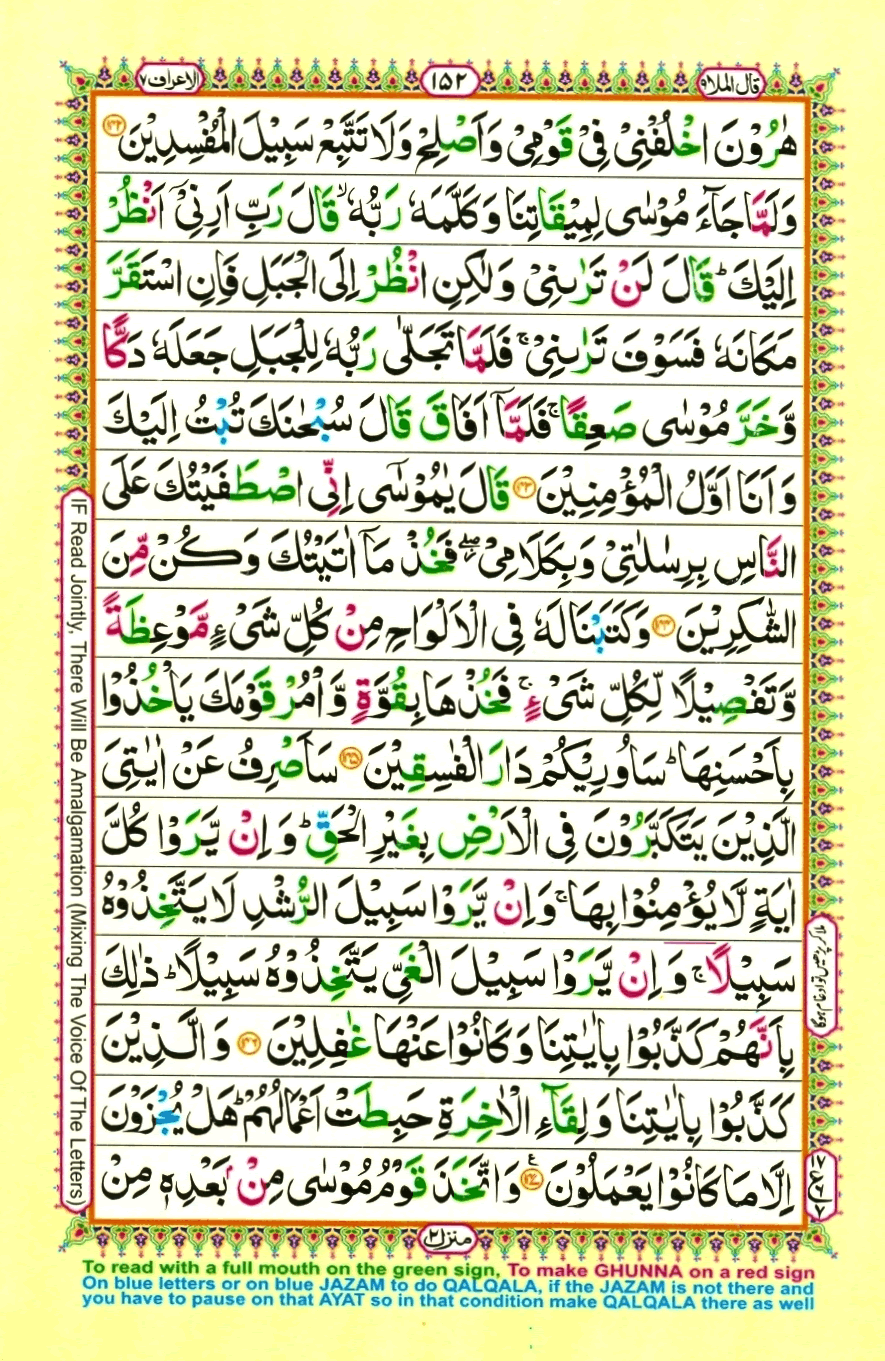 قال الملا ٩
١٥٢
الاعراف ٧
هٰرُوْنَ اخْلُفْنِیْ فِیْ قَوْمِیْ وَاَصْلِحْ وَلَا تَتَّبِعْ سَبِیْلَ الْمُفْسِدِیْنَ ﴿۱۴۲﴾
وَلَمَّا جَآءَ مُوْسٰی لِمِیْقَاتِنَا وَكَلَّمَهٗ رَبُّهٗ ۙ قَالَ رَبِّ اَرِنِیْۤ اَنْظُرْ
اِلَیْكَ ؕ قَالَ لَنْ تَرٰىنِیْ وَلٰكِنِ انْظُرْ اِلَی الْجَبَلِ فَاِنِ اسْتَقَرَّ
مَكَانَهٗ فَسَوْفَ تَرٰىنِیْ ۚ فَلَمَّا تَجَلّٰی رَبُّهٗ لِلْجَبَلِ جَعَلَهٗ دَكًّا
وَّخَرَّ مُوْسٰی صَعِقًا ۚ فَلَمَّاۤ اَفَاقَ قَالَ سُبْحٰنَكَ تُبْتُ اِلَیْكَ
وَاَنَا اَوَّلُ الْمُؤْمِنِیْنَ ﴿۱۴۳﴾ قَالَ یٰمُوْسٰۤی اِنِّی اصْطَفَیْتُكَ عَلَی
النَّاسِ بِرِسٰلٰتِیْ وَبِكَلَامِیْ ۖ فَخُذْ مَاۤ اٰتَیْتُكَ وَكُنْ مِّنَ
الشّٰكِرِیْنَ ﴿۱۴۴﴾ وَكَتَبْنَا لَهٗ فِی الْاَلْوَاحِ مِنْ كُلِّ شَیْءٍ مَّوْعِظَةً
وَّتَفْصِیْلًا لِّكُلِّ شَیْءٍ ۚ فَخُذْهَا بِقُوَّةٍ وَّاْمُرْ قَوْمَكَ یَاْخُذُوْا
بِاَحْسَنِهَا ؕ سَاُورِیْكُمْ دَارَ الْفٰسِقِیْنَ ﴿۱۴۵﴾ سَاَصْرِفُ عَنْ اٰیٰتِیَ
الَّذِیْنَ یَتَكَبَّرُوْنَ فِی الْاَرْضِ بِغَیْرِ الْحَقِّ ؕ وَاِنْ یَّرَوْا كُلَّ
اٰیَةٍ لَّا یُؤْمِنُوْا بِهَا ۚ وَاِنْ یَّرَوْا سَبِیْلَ الرُّشْدِ لَا یَتَّخِذُوْهُ
سَبِیْلًا ۚ وَاِنْ یَّرَوْا سَبِیْلَ الْغَیِّ یَتَّخِذُوْهُ سَبِیْلًا ؕ ذٰلِكَ
بِاَنَّهُمْ كَذَّبُوْا بِاٰیٰتِنَا وَكَانُوْا عَنْهَا غٰفِلِیْنَ ﴿۱۴۶﴾ وَالَّذِیْنَ
كَذَّبُوْا بِاٰیٰتِنَا وَلِقَآءِ الْاٰخِرَةِ حَبِطَتْ اَعْمَالُهُمْ ؕ هَلْ یُجْزَوْنَ
اِلَّا مَا كَانُوْا یَعْمَلُوْنَ ﴿۱۴۷﴾ وَاتَّخَذَ قَوْمُ مُوْسٰی مِنْۢ بَعْدِهٖ مِنْ
منزل ٢
IF Read Jointly, There Will Be Amalgamation (Mixing The Voice Of The Letters)
To read with a full mouth on the green sign, To make GHUNNA on a red sign
On blue letters or on blue JAZAM to do QALQALA, if the JAZAM is not there and
you have to pause on that AYAT so in that condition make QALQALA there as well